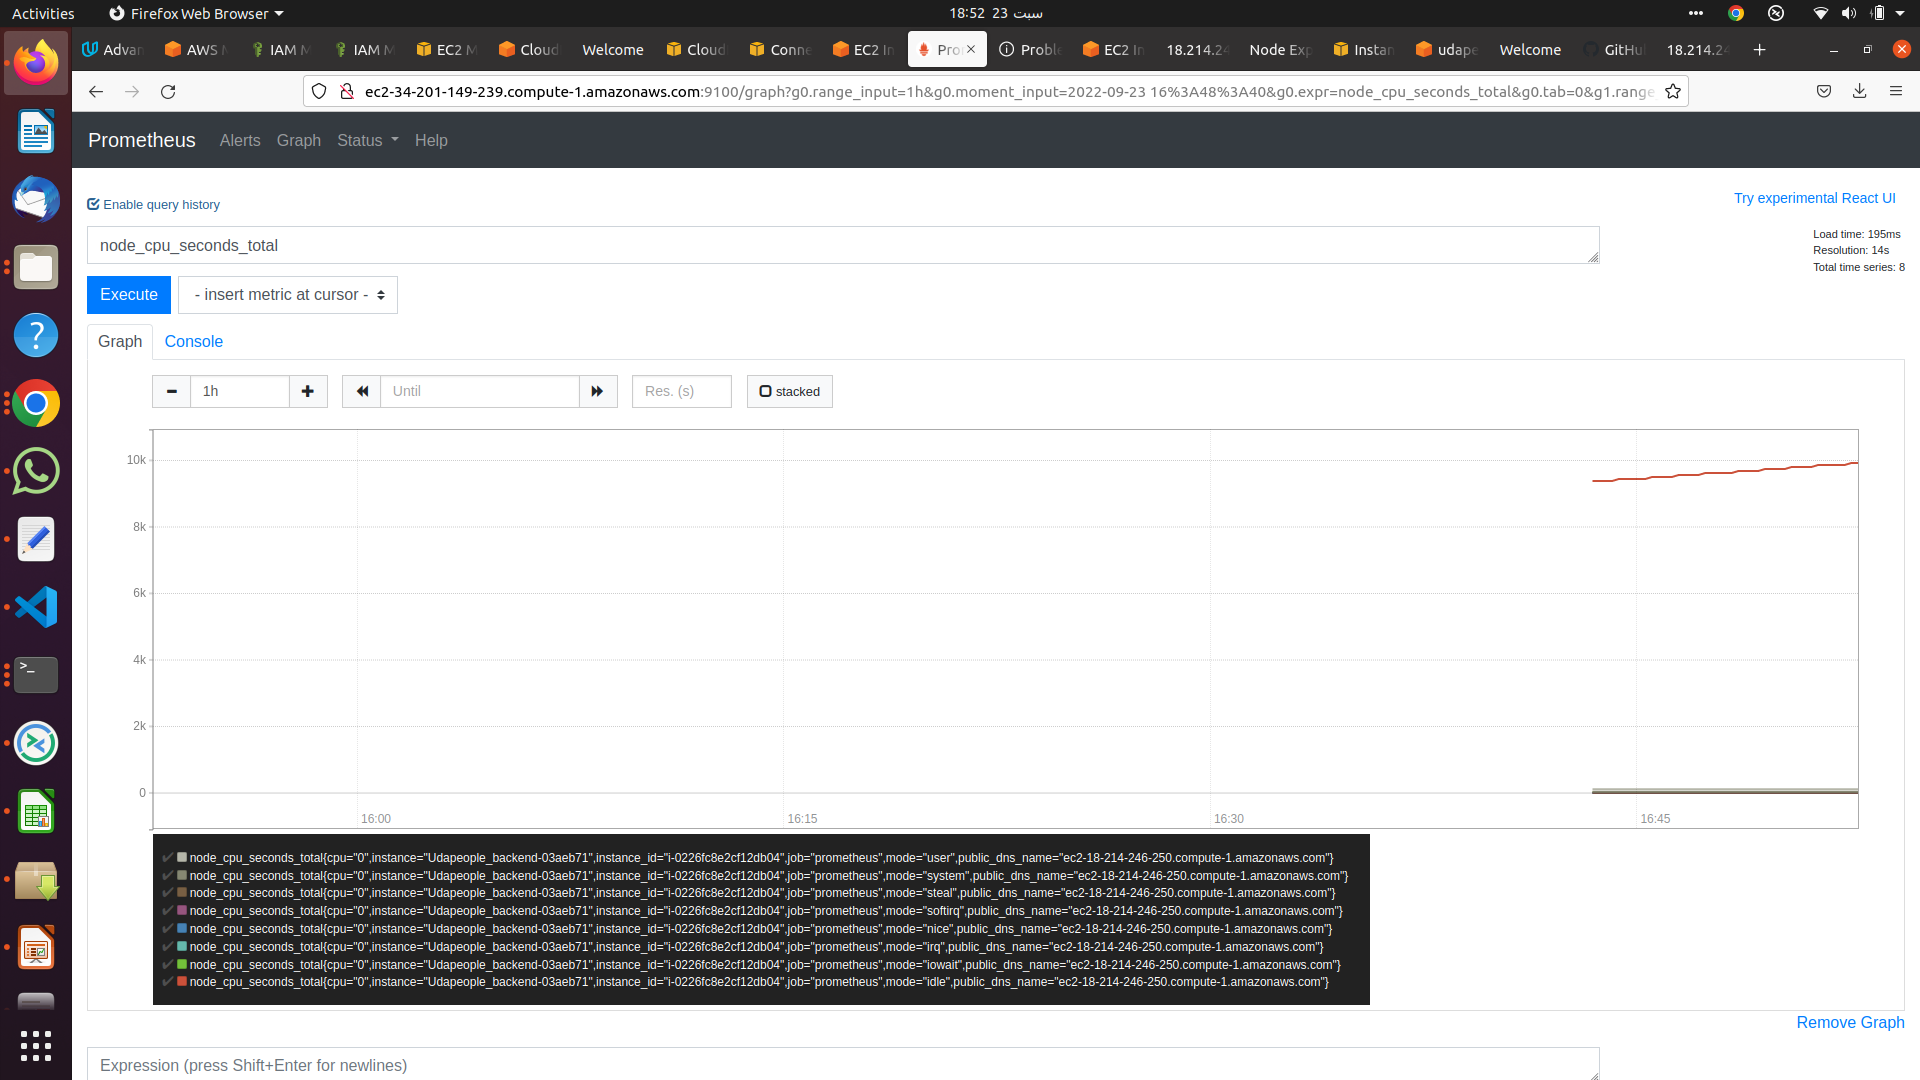 Activities
Firefox Web Browser
18:52 23 سبت
Advan
AWS M
IAM M
IAM M
EC2 M
Cloud
Welcome
Cloud
Conne
EC2 In
Pro
Proble
EC2 In
18.214.24
Node Exp
Instan
udape
Welcome
GitHu
18.214.24
ec2-34-201-149-239.compute-1.amazonaws.com:9100/graph?g0.range_input=1h&g0.moment_input=2022-09-23 16%3A48%3A40&g0.expr=node_cpu_seconds_total&g0.tab=0&g1.range_
Prometheus Alerts Graph Status Help
Enable query history
Try experimental React UI
node_cpu_seconds_total
Load time: 195ms
Resolution: 14s
Total time series: 8
Execute
- insert metric at cursor -
Graph
Console
1h
Until
Res. (s)
stacked
10k
8k
6k
4k
2k
0
16:00
16:15
16:30
16:45
node_cpu_seconds_total{cpu="0",instance="Udapeople_backend-03aeb71",instance_id="i-0226fc8e2cf12db04",job="prometheus",mode="user",public_dns_name="ec2-18-214-246-250.compute-1.amazonaws.com"}
node_cpu_seconds_total{cpu="0",instance="Udapeople_backend-03aeb71",instance_id="i-0226fc8e2cf12db04",job="prometheus",mode="system",public_dns_name="ec2-18-214-246-250.compute-1.amazonaws.com"}
node_cpu_seconds_total{cpu="0",instance="Udapeople_backend-03aeb71",instance_id="i-0226fc8e2cf12db04",job="prometheus",mode="steal",public_dns_name="ec2-18-214-246-250.compute-1.amazonaws.com"}
node_cpu_seconds_total{cpu="0",instance="Udapeople_backend-03aeb71",instance_id="i-0226fc8e2cf12db04",job="prometheus",mode="softirq",public_dns_name="ec2-18-214-246-250.compute-1.amazonaws.com"}
node_cpu_seconds_total{cpu="0",instance="Udapeople_backend-03aeb71",instance_id="i-0226fc8e2cf12db04",job="prometheus",mode="nice",public_dns_name="ec2-18-214-246-250.compute-1.amazonaws.com"}
node_cpu_seconds_total{cpu="0",instance="Udapeople_backend-03aeb71",instance_id="i-0226fc8e2cf12db04",job="prometheus",mode="irq",public_dns_name="ec2-18-214-246-250.compute-1.amazonaws.com"}
node_cpu_seconds_total{cpu="0",instance="Udapeople_backend-03aeb71",instance_id="i-0226fc8e2cf12db04",job="prometheus",mode="iowait",public_dns_name="ec2-18-214-246-250.compute-1.amazonaws.com"}
node_cpu_seconds_total{cpu="0",instance="Udapeople_backend-03aeb71",instance_id="i-0226fc8e2cf12db04",job="prometheus",mode="idle",public_dns_name="ec2-18-214-246-250.compute-1.amazonaws.com"}
Remove Graph
Expression (press Shift+Enter for newlines)